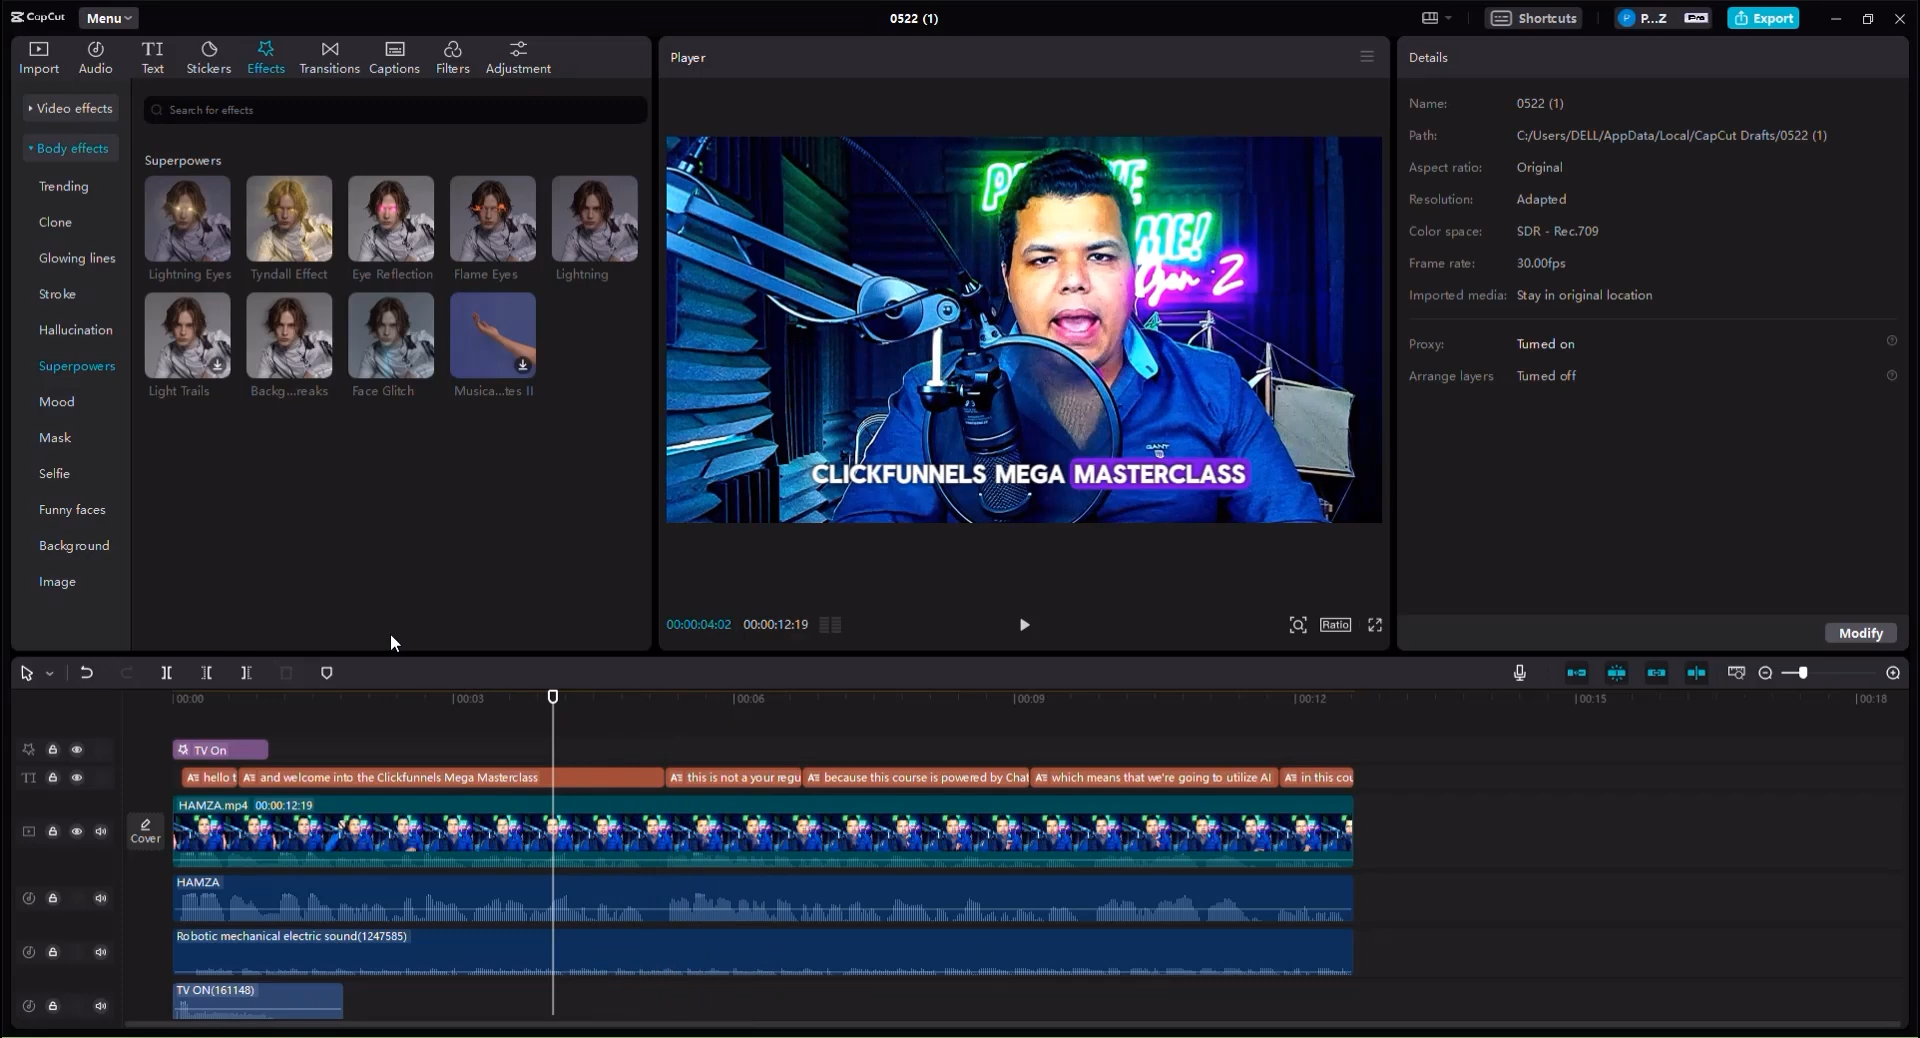 CapCut
Menu
0522 (1)
Shortcuts
P...Z
Pro
Export
Import
Audio
TI
Text
Stickers
Effects
Transitions
Captions
Filters
Adjustment
Player
Details
Video effects
Search for effects
Body effects
Superpowers
Trending
Clone
Glowing lines
Stroke
Hallucination
Superpowers
Mood
Mask
Selfie
Funny faces
Background
Image
Lightning Eyes
Tyndall Effect
Eye Reflection
Flame Eyes
Lightning
Light Trails
Backg...reaks
Face Glitch
Musica...tes II
ME!
Gen Z
GANT
CLICKFUNNELS MEGA MASTERCLASS
00:00:04:02
00:00:12:19
Ratio
Name: 0522 (1)
Path: C:/Users/DELL/AppData/Local/CapCut Drafts/0522 (1)
Aspect ratio: Original
Resolution: Adapted
Color space: SDR - Rec.709
Frame rate: 30.00fps
Imported media: Stay in original location
Proxy: Turned on
Arrange layers Turned off
Modify
00:00
00:03
00:06
00:09
00:12
00:15
00:18
TV On
TI
hello t
and welcome into the Clickfunnels Mega Masterclass
this is not a your regu
because this course is powered by Chat
which means that we're going to utilize AI
in this cou
HAMZA.mp4 00:00:12:19
Cover
HAMZA
Robotic mechanical electric sound(1247585)
TV ON(161148)